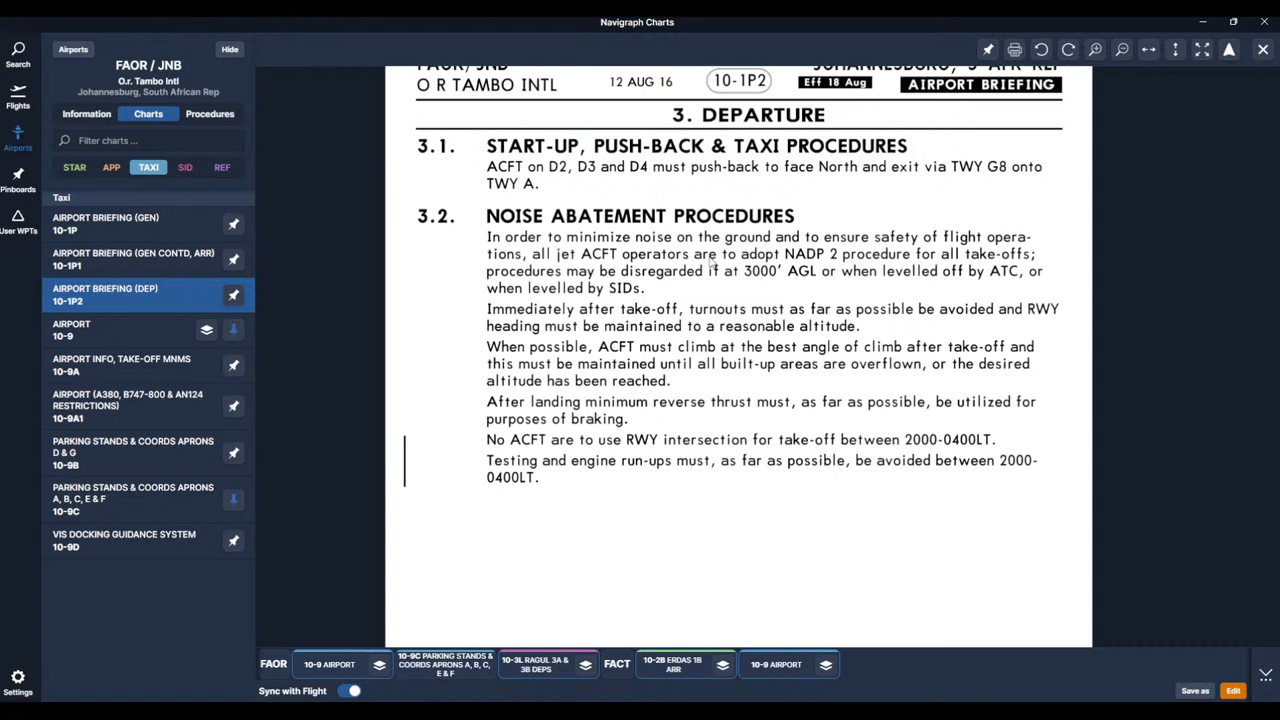 Navigraph Charts
Search
Flights
Airports
Pinboards
User WPTs
Settings
Airports
Hide
FAOR / JNB
O.r. Tambo Intl
Johannesburg, South African Rep
Information
Charts
Procedures
Filter charts ...
STAR
APP
TAXI
SID
REF
Taxi
AIRPORT BRIEFING (GEN)
10-1P
AIRPORT BRIEFING (GEN CONTD, ARR)
10-1P1
AIRPORT BRIEFING (DEP)
10-1P2
AIRPORT
10-9
AIRPORT INFO, TAKE-OFF MNMS
10-9A
AIRPORT (A380, B747-800 & AN124
RESTRICTIONS)
10-9A1
PARKING STANDS & COORDS APRONS
D & G
10-9B
PARKING STANDS & COORDS APRONS
A, B, C, E & F
10-9C
VIS DOCKING GUIDANCE SYSTEM
10-9D
FAOR/JNB JOHANNESBURG, S AFR REP
O R TAMBO INTL 12 AUG 16 10-1P2 Eff 18 Aug AIRPORT BRIEFING
3. DEPARTURE
3.1. START-UP, PUSH-BACK & TAXI PROCEDURES
ACFT on D2, D3 and D4 must push-back to face North and exit via TWY G8 onto
TWY A.
3.2. NOISE ABATEMENT PROCEDURES
In order to minimize noise on the ground and to ensure safety of flight opera-
tions, all jet ACFT operators are to adopt NADP 2 procedure for all take-offs;
procedures may be disregarded if at 3000' AGL or when levelled off by ATC, or
when levelled by SIDs.
Immediately after take-off, turnouts must as far as possible be avoided and RWY
heading must be maintained to a reasonable altitude.
When possible, ACFT must climb at the best angle of climb after take-off and
this must be maintained until all built-up areas are overflown, or the desired
altitude has been reached.
After landing minimum reverse thrust must, as far as possible, be utilized for
purposes of braking.
No ACFT are to use RWY intersection for take-off between 2000-0400LT.
Testing and engine run-ups must, as far as possible, be avoided between 2000-
0400LT.
FAOR
10-9 AIRPORT
10-9C PARKING STANDS &
COORDS APRONS A, B, C,
E & F
10-3L RAGUL 3A &
3B DEPS
FACT
10-2B ERDAS 1B
ARR
10-9 AIRPORT
Sync with Flight
Save as
Edit